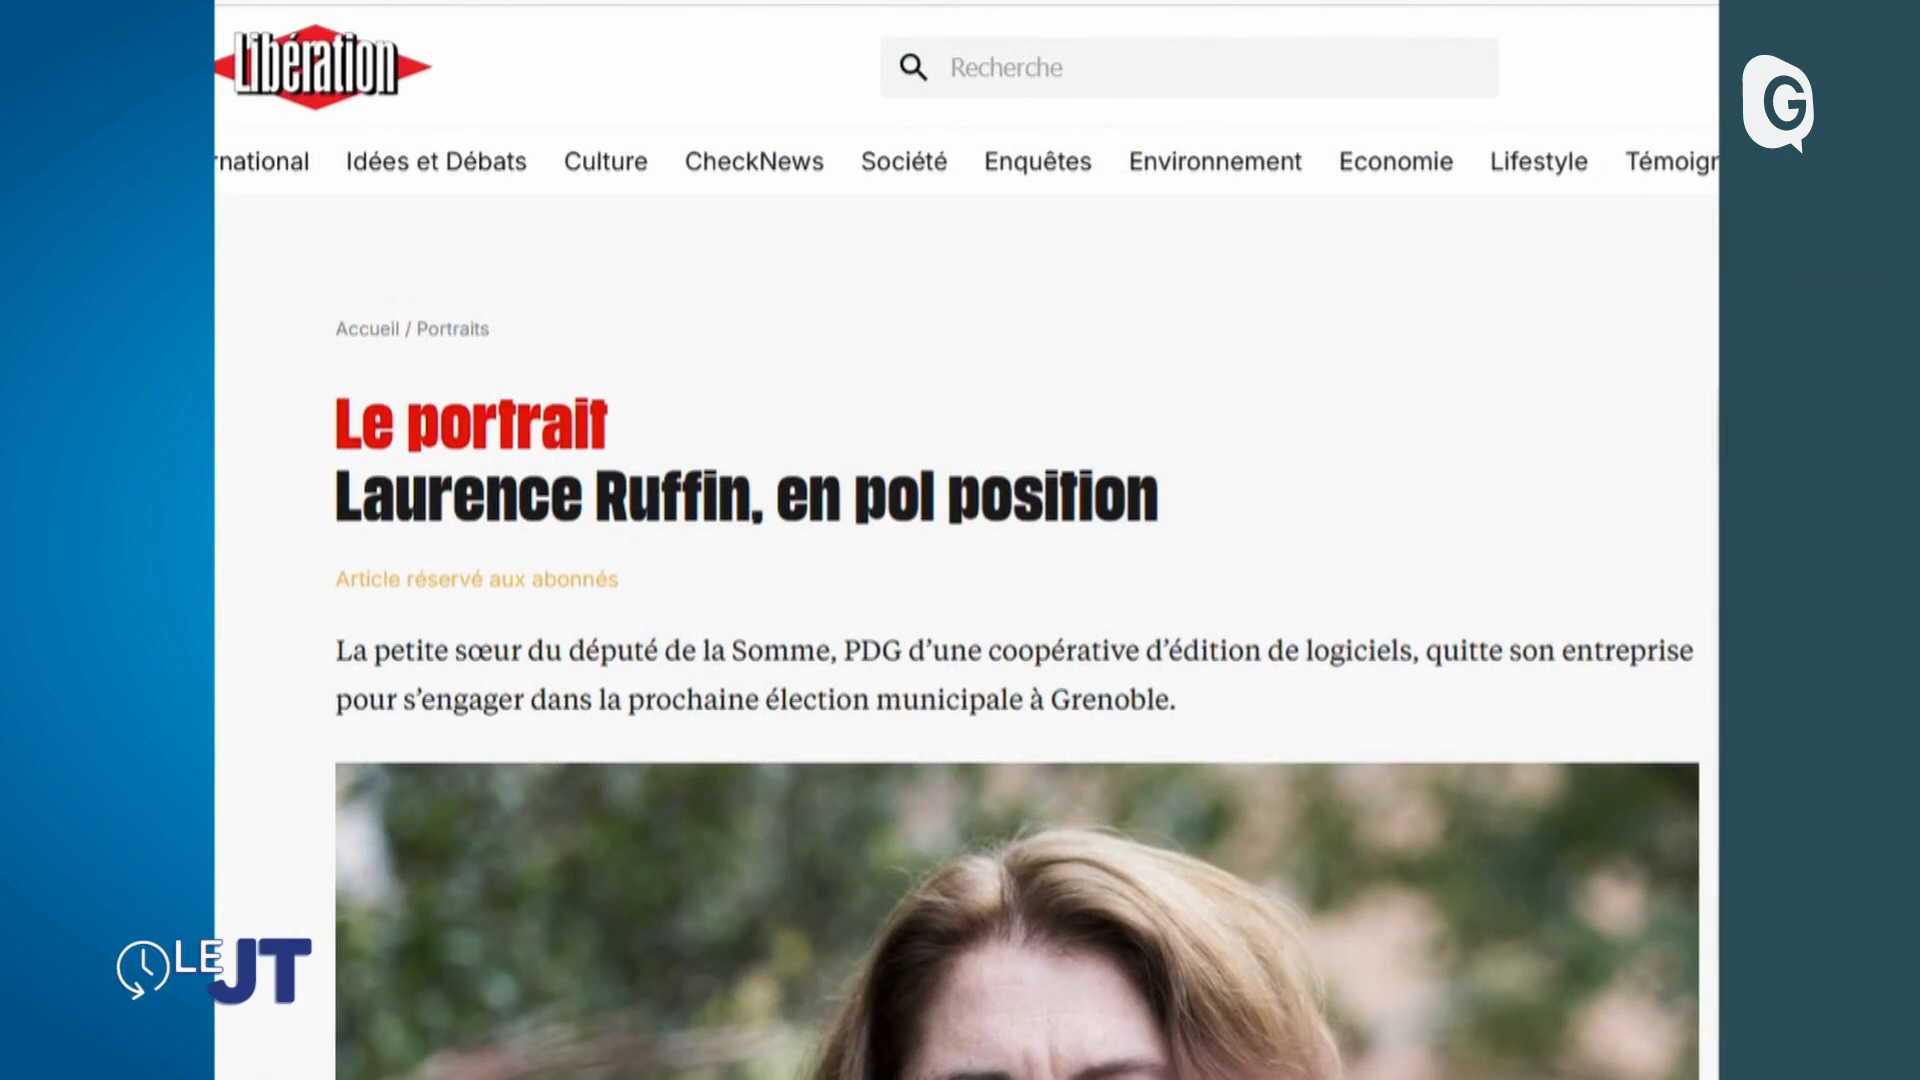 Libération
Recherche
G
rnational Idées et Débats Culture CheckNews Société Enquêtes Environnement Economie Lifestyle Témoign
Accueil / Portraits
Le portrait
Laurence Ruffin, en pol position
Article réservé aux abonnés
La petite sœur du député de la Somme, PDG d’une coopérative d’édition de logiciels, quitte son entreprise
pour s’engager dans la prochaine élection municipale à Grenoble.
LE JT